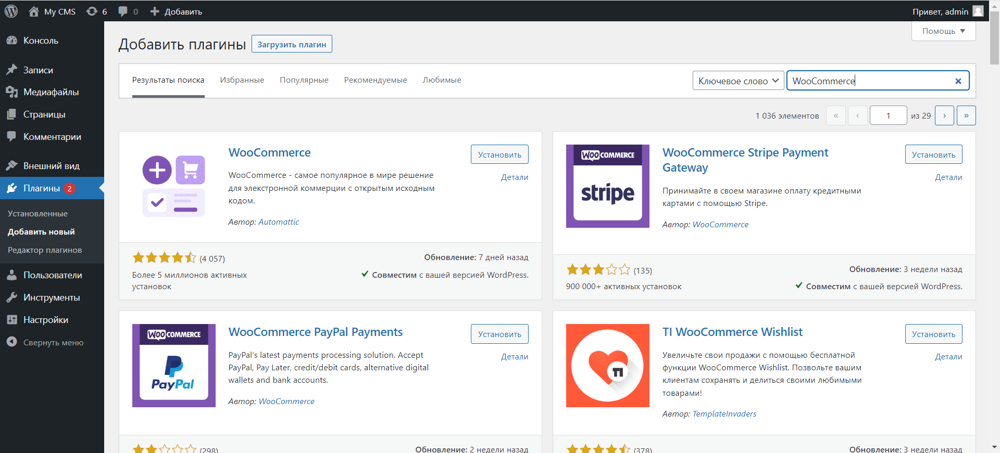 My CMS 6 0 Добавить Привет, admin
Консоль
Записи
Медиафайлы
Страницы
Комментарии
Внешний вид
Плагины 2
Установленные
Добавить новый
Редактор плагинов
Пользователи
Инструменты
Настройки
Свернуть меню
Помощь
Добавить плагины Загрузить плагин
Результаты поиска Избранные Популярные Рекомендуемые Любимые Ключевое слово WooCommerce
1 036 элементов « ‹ 1 из 29 › »
WooCommerce
Установить
Детали
WooCommerce - самое популярное в мире решение
для элекстронной коммерции с открытым исходным
кодом.
Автор: Automattic
(4 057)
Обновление: 7 дней назад
Более 5 миллионов активных
установок
Совместим с вашей версией WordPress.
WOO COMMERCE
stripe
WooCommerce Stripe Payment
Gateway
Установить
Детали
Принимайте в своем магазине оплату кредитными
картами с помощью Stripe.
Автор: WooCommerce
(135)
Обновление: 3 недели назад
900 000+ активных установок
Совместим с вашей версией WordPress.
WOO COMMERCE
PayPal
WooCommerce PayPal Payments
Установить
Детали
PayPal's latest payments processing solution. Accept
PayPal, Pay Later, credit/debit cards, alternative digital
wallets and bank accounts.
Автор: WooCommerce
(298)
Обновление: 2 недели назад
TI
TI WooCommerce Wishlist
Установить
Детали
Увеличьте свои продажи с помощью бесплатной
функции WooCommerce Wishlist. Позвольте вашим
клиентам сохранять и делиться своими любимыми
товарами!
Автор: TemplateInvaders
(378)
Обновление: 3 недели назад